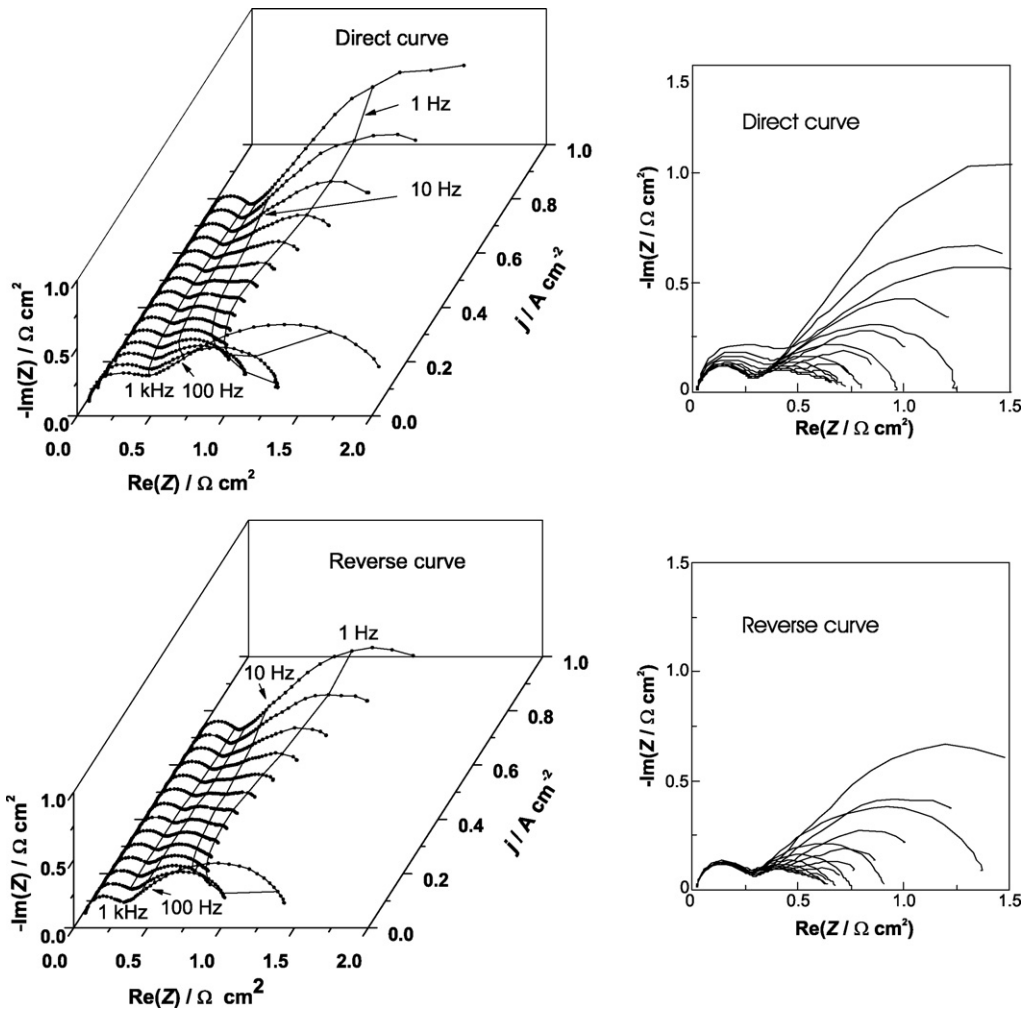 Direct curve
1 Hz
10 Hz
1.0
0.8
0.6
0.4
0.2
0.0
j / A cm⁻²
1.0
0.5
0.0
-Im(Z) / Ω cm²
1 kHz 100 Hz
0.0 0.5 1.0 1.5 2.0
Re(Z) / Ω cm²
Direct curve
1.5
1.0
0.5
0
-Im(Z / Ω cm²)
0 0.5 1.0 1.5
Re(Z / Ω cm²)
Reverse curve
1 Hz
10 Hz
1.0
0.8
0.6
0.4
0.2
0.0
j / A cm⁻²
1.0
0.5
0.0
-Im(Z) / Ω cm²
1 kHz 100 Hz
0.0 0.5 1.0 1.5 2.0
Re(Z) / Ω cm²
Reverse curve
1.5
1.0
0.5
0
-Im(Z / Ω cm²)
0 0.5 1.0 1.5
Re(Z / Ω cm²)